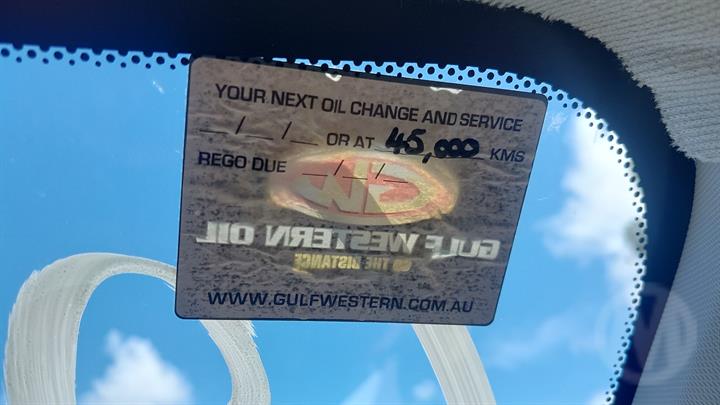 YOUR NEXT OIL CHANGE AND SERVICE
__/__/__ OR AT 45,000 KMS
REGO DUE __/__/__
GW
GULF WESTERN OIL
GO THE DISTANCE
WWW.GULFWESTERN.COM.AU